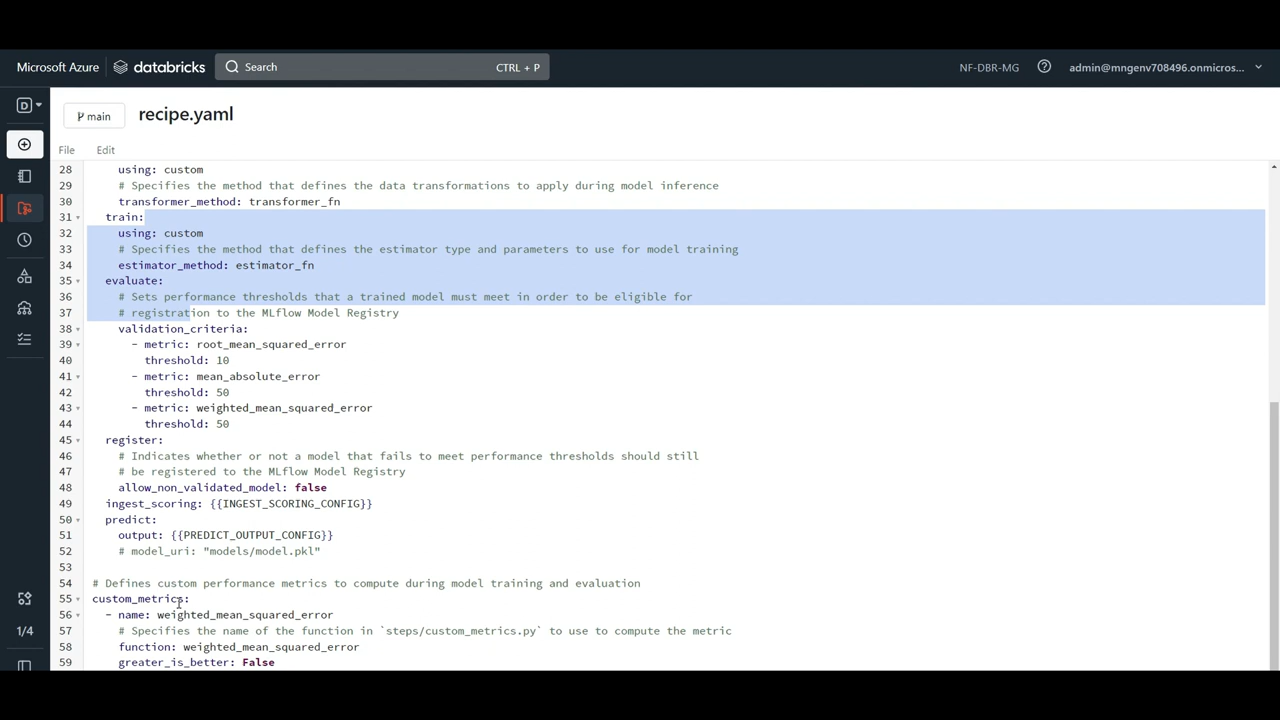 Microsoft Azure databricks Search CTRL + P NF-DBR-MG admin@mngenv708496.onmicros...
D main recipe.yaml
File Edit
28 using: custom
29 # Specifies the method that defines the data transformations to apply during model inference
30 transformer_method: transformer_fn
31 train:
32 using: custom
33 # Specifies the method that defines the estimator type and parameters to use for model training
34 estimator_method: estimator_fn
35 evaluate:
36 # Sets performance thresholds that a trained model must meet in order to be eligible for
37 # registration to the MLflow Model Registry
38 validation_criteria:
39 - metric: root_mean_squared_error
40 threshold: 10
41 - metric: mean_absolute_error
42 threshold: 50
43 - metric: weighted_mean_squared_error
44 threshold: 50
45 register:
46 # Indicates whether or not a model that fails to meet performance thresholds should still
47 # be registered to the MLflow Model Registry
48 allow_non_validated_model: false
49 ingest_scoring: {{INGEST_SCORING_CONFIG}}
50 predict:
51 output: {{PREDICT_OUTPUT_CONFIG}}
52 # model_uri: "models/model.pkl"
53
54 # Defines custom performance metrics to compute during model training and evaluation
55 custom_metrics:
56 - name: weighted_mean_squared_error
57 # Specifies the name of the function in `steps/custom_metrics.py` to use to compute the metric
58 function: weighted_mean_squared_error
59 greater_is_better: False
1/4